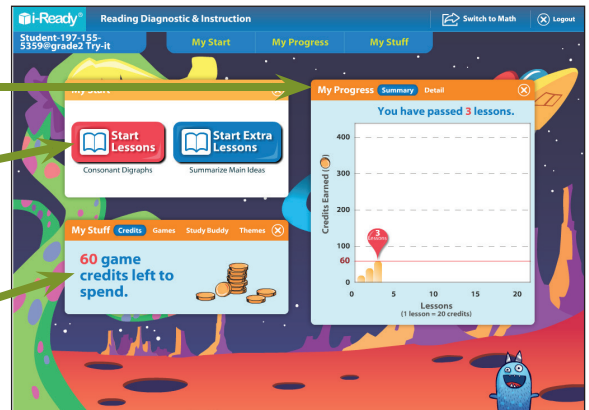 i-Ready® Reading Diagnostic & Instruction Switch to Math Logout
Student-197-155-
5359@grade2 Try-it
My Start My Progress My Stuff
My Start
Start
Lessons
Consonant Digraphs
Start Extra
Lessons
Summarize Main Ideas
My Stuff Credits Games Study Buddy Themes
60 game
credits left to
spend.
My Progress Summary Detail
You have passed 3 lessons.
Credits Earned ( )
400
300
200
100
60
0
3
Lessons
0 5 10 15 20
Lessons
(1 lesson = 20 credits)